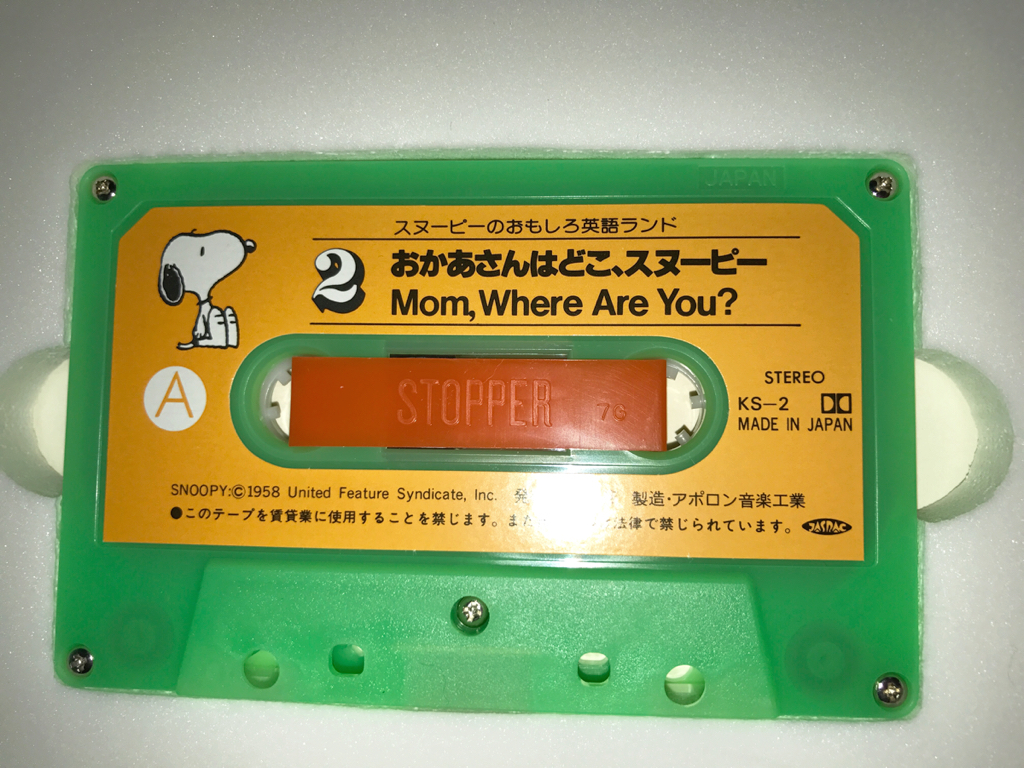 JAPAN
スヌーピーのおもしろ英語ランド
2
おかあさんはどこ、スヌーピー
Mom, Where Are You?
A
STOPPER 7G
STEREO
KS-2
MADE IN JAPAN
SNOOPY:©1958 United Feature Syndicate, Inc. 発 製造・アポロン音楽工業
●このテープを賃貸業に使用することを禁じます。また 法律で禁じられています。 JASRAC